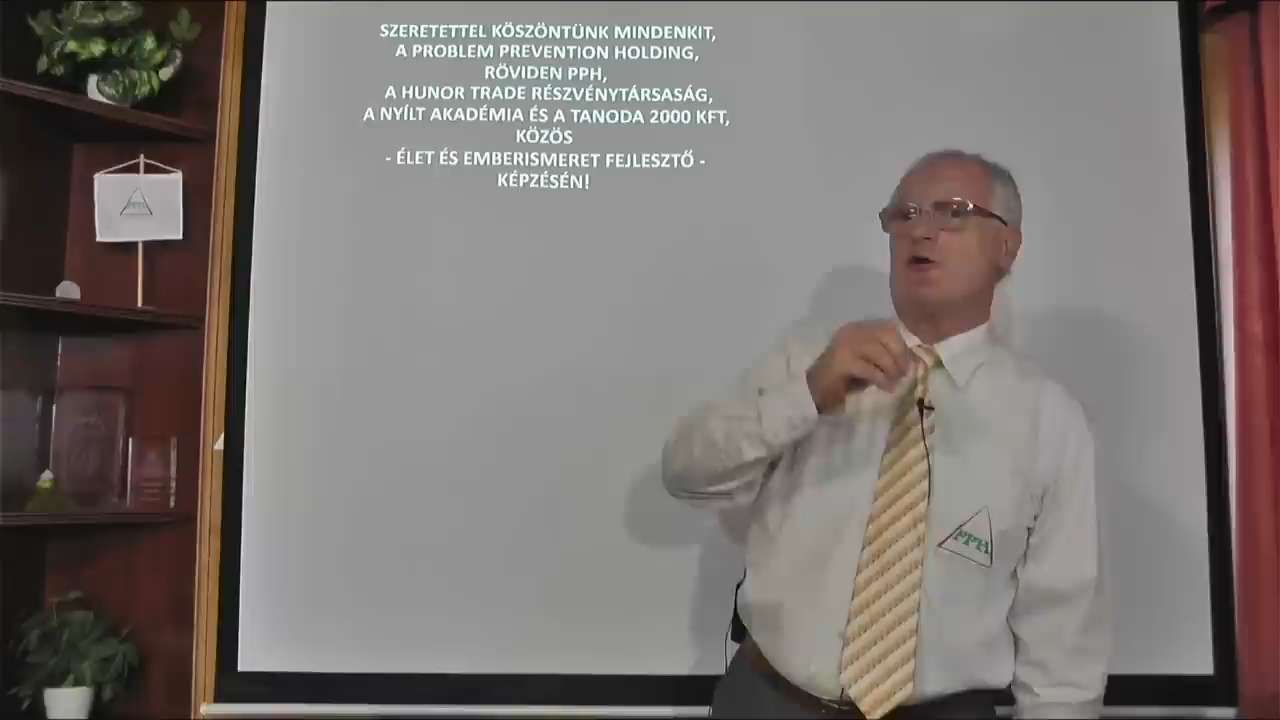 SZERETETTEL KÖSZÖNTÜNK MINDENKIT,
A PROBLEM PREVENTION HOLDING,
RÖVIDEN PPH,
A HUNOR TRADE RÉSZVÉNYTÁRSASÁG,
A NYÍLT AKADÉMIA ÉS A TANODA 2000 KFT,
KÖZÖS
- ÉLET ÉS EMBERISMERET FEJLESZTŐ -
KÉPZÉSÉN!
PPH
PPH